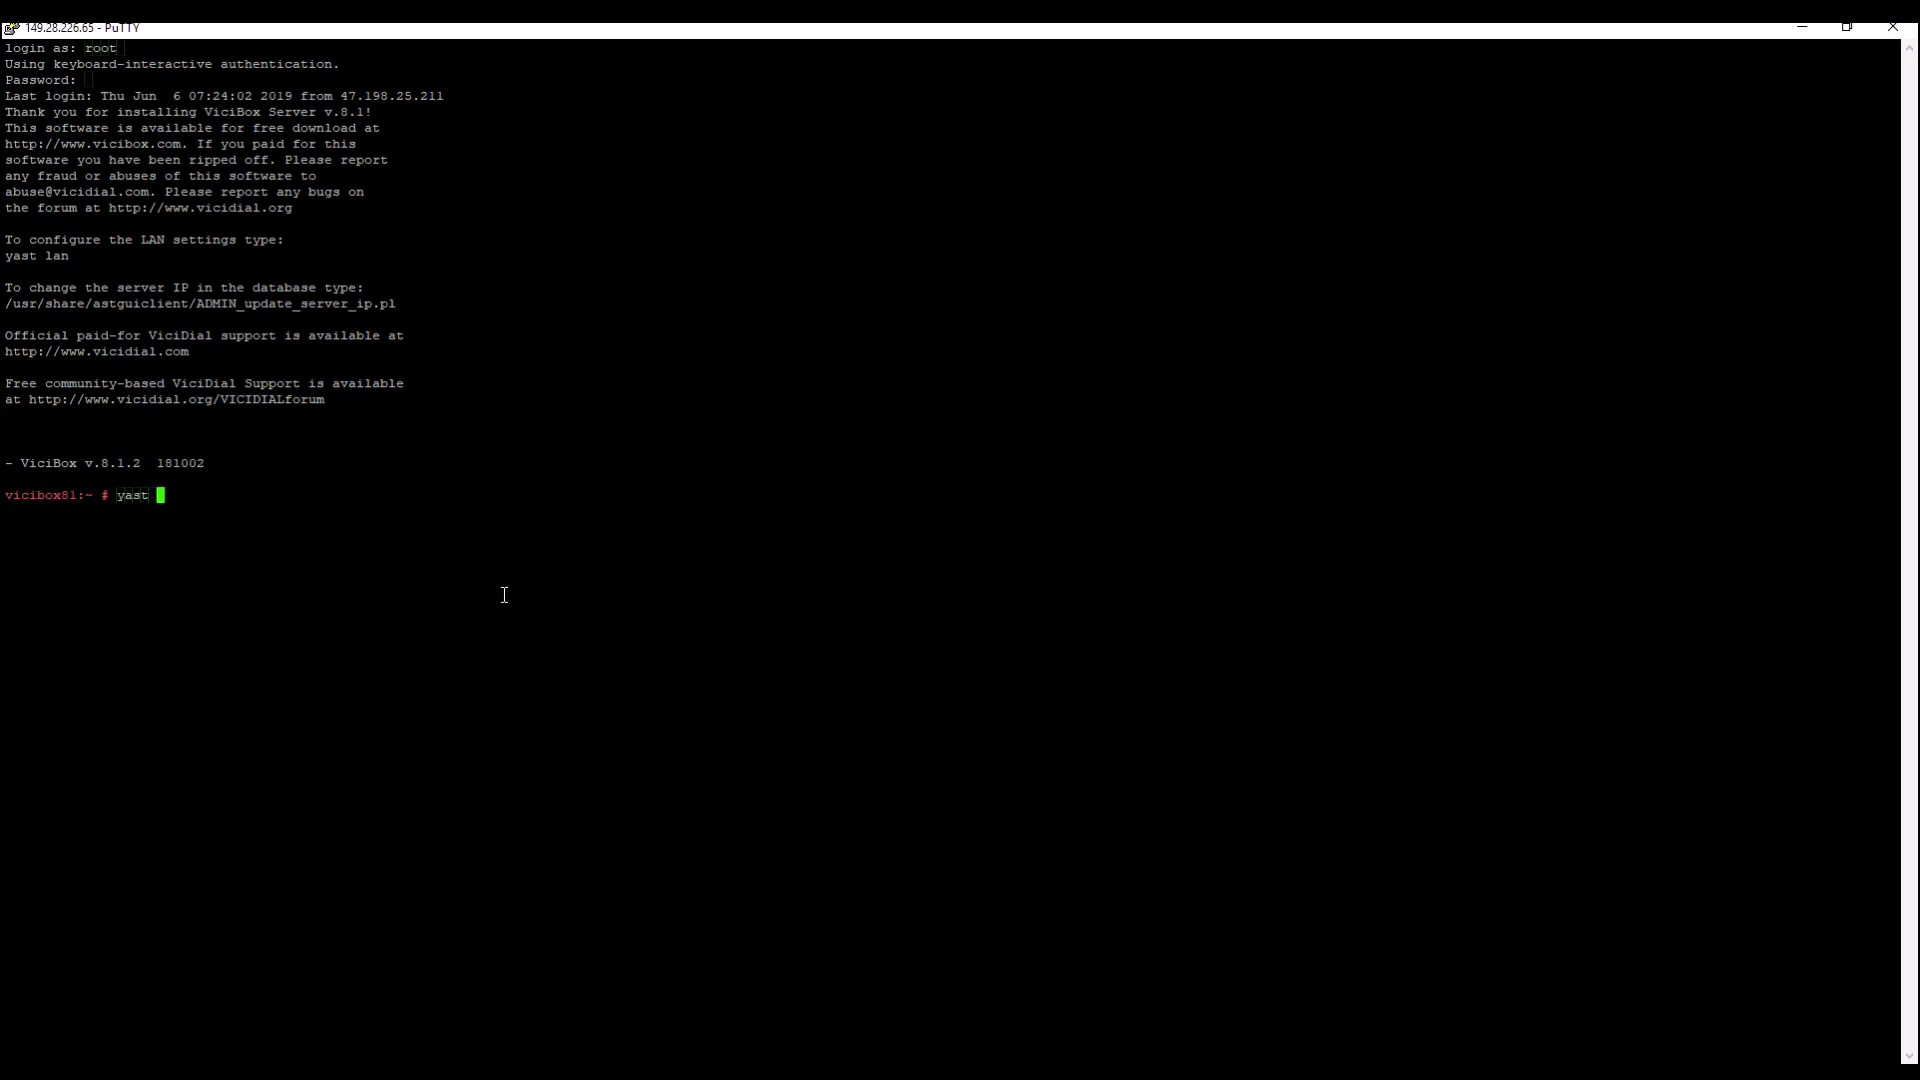 149.28.226.65 - PuTTY
login as: root
Using keyboard-interactive authentication.
Password:
Last login: Thu Jun  6 07:24:02 2019 from 47.198.25.211
Thank you for installing ViciBox Server v.8.1!
This software is available for free download at
http://www.vicibox.com. If you paid for this
software you have been ripped off. Please report
any fraud or abuses of this software to
abuse@vicidial.com. Please report any bugs on
the forum at http://www.vicidial.org
To configure the LAN settings type:
yast lan
To change the server IP in the database type:
/usr/share/astguiclient/ADMIN_update_server_ip.pl
Official paid-for ViciDial support is available at
http://www.vicidial.com
Free community-based ViciDial Support is available
at http://www.vicidial.org/VICIDIALforum
- ViciBox v.8.1.2  181002
vicibox81:~ # yast